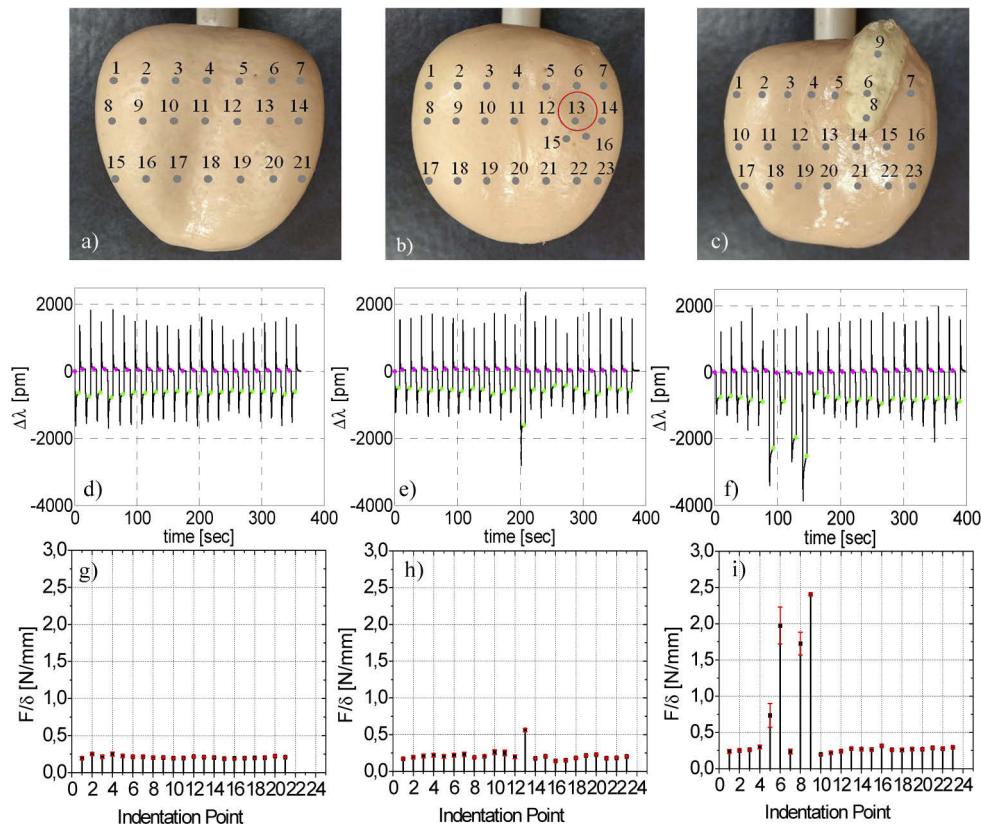 1 2 3 4 5 6 7
8 9 10 11 12 13 14
15 16 17 18 19 20 21
a)
1 2 3 4 5 6 7
8 9 10 11 12 13 14
15 16
17 18 19 20 21 22 23
b)
9
1 2 3 4 5 6 7
8
10 11 12 13 14 15 16
17 18 19 20 21 22 23
c)
2000
0
-2000
-4000
Δλ [pm]
d)
0 100 200 300 400
time [sec]
2000
0
-2000
-4000
Δλ [pm]
e)
0 100 200 300 400
time [sec]
2000
0
-2000
-4000
Δλ [pm]
f)
0 100 200 300 400
time [sec]
3,0
2,5
2,0
1,5
1,0
0,5
0,0
F/δ [N/mm]
g)
0 2 4 6 8 10 12 14 16 18 20 22 24
Indentation Point
3,0
2,5
2,0
1,5
1,0
0,5
0,0
F/δ [N/mm]
h)
0 2 4 6 8 10 12 14 16 18 20 22 24
Indentation Point
3,0
2,5
2,0
1,5
1,0
0,5
0,0
F/δ [N/mm]
i)
0 2 4 6 8 10 12 14 16 18 20 22 24
Indentation Point